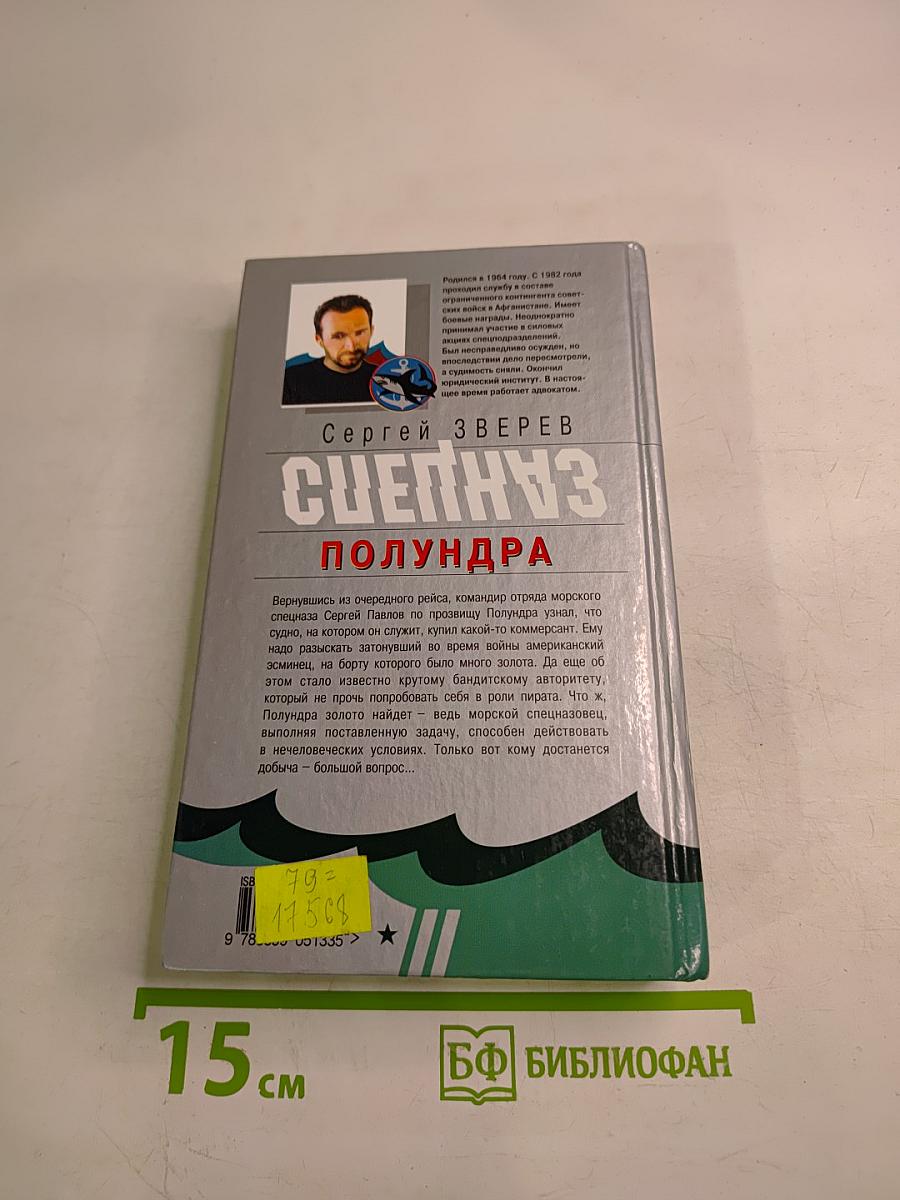 Родился в 1964 году. С 1982 года
проходил службу в составе
ограниченного контингента совет-
ских войск в Афганистане. Имеет
боевые награды. Неоднократно
принимал участие в силовых
акциях спецподразделений.
Был несправедливо осужден, но
впоследствии дело пересмотрели,
а судимость сняли. Окончил
юридический институт. В настоя-
щее время работает адвокатом.
Сергей ЗВЕРЕВ
СПЕЦНАЗ
ПОЛУНДРА
Вернувшись из очередного рейса, командир отряда морского
спецназа Сергей Павлов по прозвищу Полундра узнал, что
судно, на котором он служит, купил какой-то коммерсант. Ему
надо разыскать затонувший во время войны американский
эсминец, на борту которого было много золота. Да еще об
этом стало известно крутому бандитскому авторитету,
который не прочь попробовать себя в роли пирата. Что ж,
Полундра золото найдет – ведь морской спецназовец,
выполняя поставленную задачу, способен действовать
в нечеловеческих условиях. Только вот кому достанется
добыча – большой вопрос...
ISB
79=
17568
051335 >
15 см
БФ БИБЛИОФАН